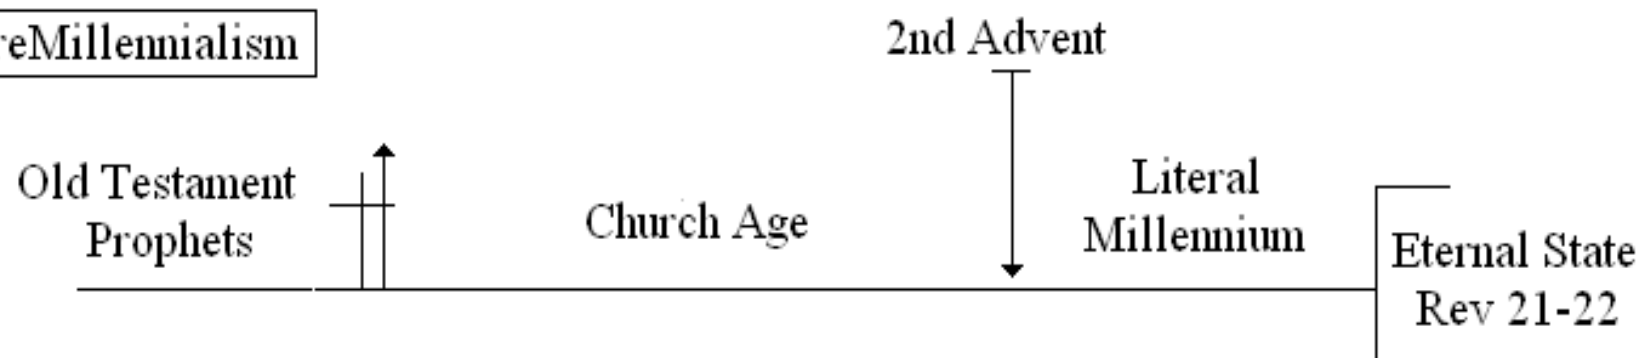 reMillennialism
2nd Advent
Old Testament
Prophets
Church Age
Literal
Millennium
Eternal State
Rev 21-22